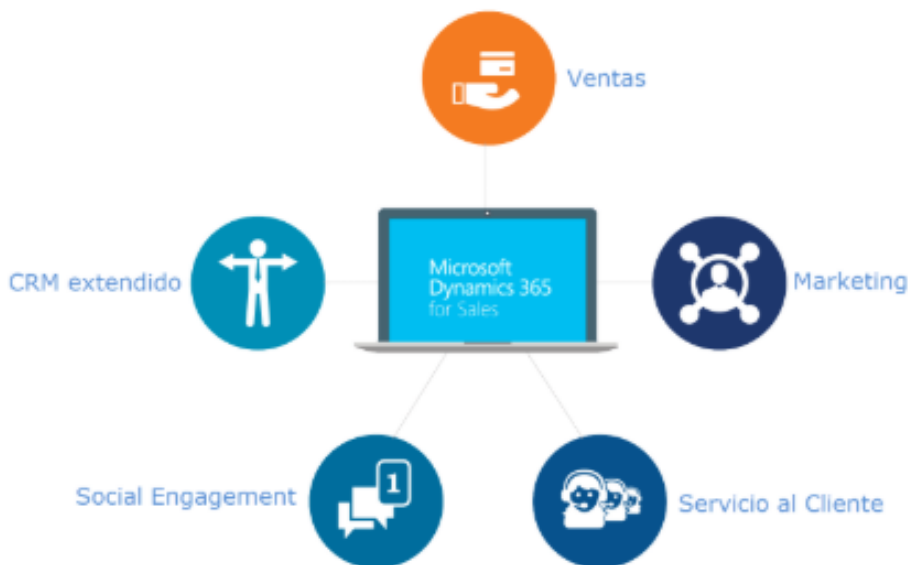 Ventas
CRM extendido
Microsoft
Dynamics 365
for Sales
Marketing
Social Engagement
1
Servicio al Cliente